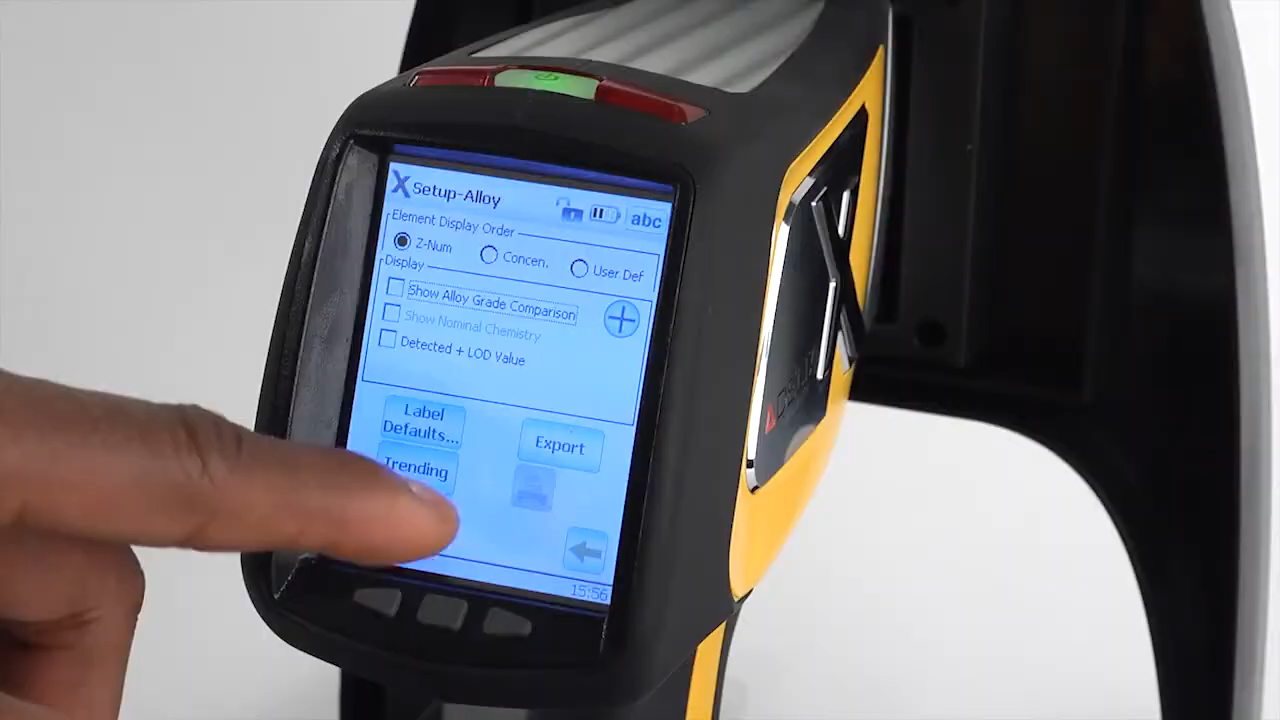 Setup-Alloy
abc
Element Display Order
Z-Num
Concen.
User Def
Display
Show Alloy Grade Comparison
Show Nominal Chemistry
Detected + LOD Value
Label
Defaults...
Export
Trending
15:56